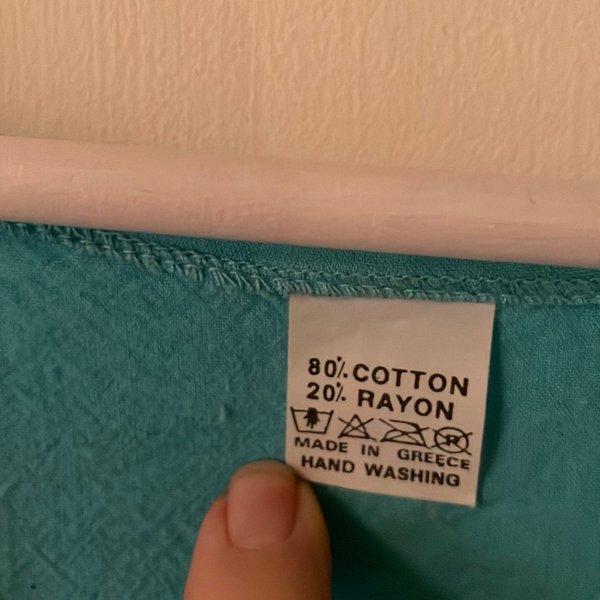 80% COTTON
20% RAYON
R
MADE IN GREECE
HAND WASHING